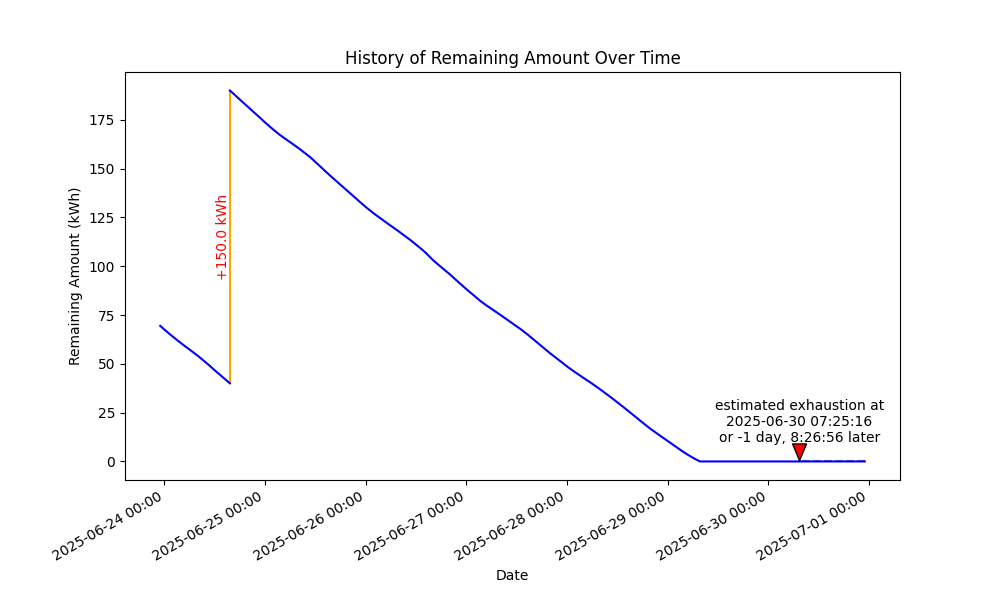 History of Remaining Amount Over Time
Remaining Amount (kWh)
175
150
125
100
75
50
25
0
+150.0 kWh
estimated exhaustion at
2025-06-30 07:25:16
or -1 day, 8:26:56 later
2025-06-24 00:00
2025-06-25 00:00
2025-06-26 00:00
2025-06-27 00:00
2025-06-28 00:00
2025-06-29 00:00
2025-06-30 00:00
2025-07-01 00:00
Date